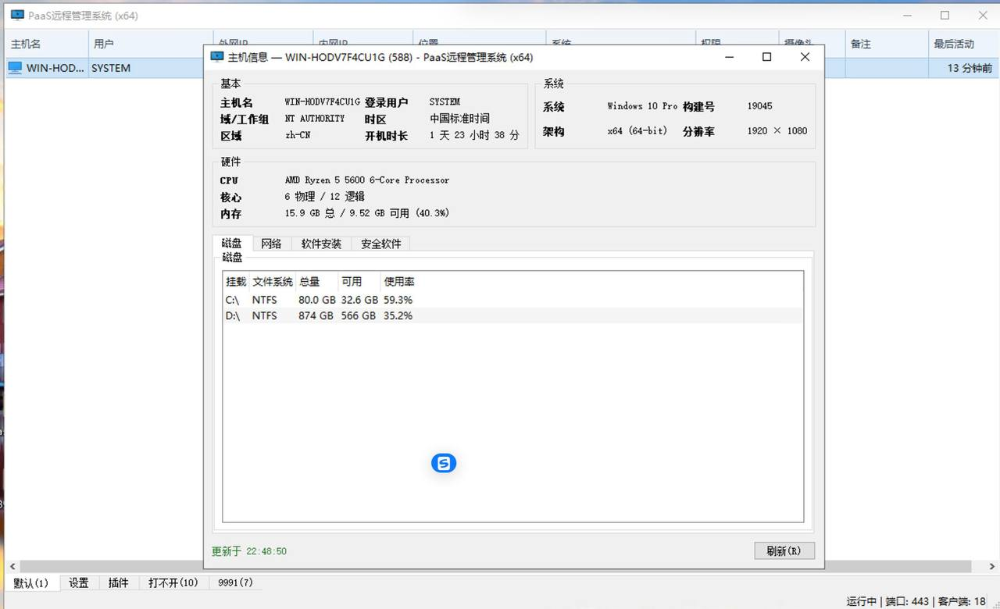 PaaS远程管理系统 (x64)
主机名 用户 外网IP 内网IP 位置 系统 权限 摄像头 备注 最后活动
WIN-HOD... SYSTEM 13 分钟前
主机信息 — WIN-HODV7F4CU1G (588) - PaaS远程管理系统 (x64)
基本
主机名 WIN-HODV7F4CU1G 登录用户 SYSTEM
域/工作组 NT AUTHORITY 时区 中国标准时间
区域 zh-CN 开机时长 1 天 23 小时 38 分
系统
系统 Windows 10 Pro 构建号 19045
架构 x64 (64-bit) 分辨率 1920 × 1080
硬件
CPU AMD Ryzen 5 5600 6-Core Processor
核心 6 物理 / 12 逻辑
内存 15.9 GB 总 / 9.52 GB 可用 (40.3%)
磁盘 网络 软件安装 安全软件
磁盘
挂载 文件系统 总量 可用 使用率
C:\ NTFS 80.0 GB 32.6 GB 59.3%
D:\ NTFS 874 GB 566 GB 35.2%
更新于 22:48:50
刷新(R)
默认(1) 设置 插件 打不开(10) 9991(7)
运行中 | 端口: 443 | 客户端: 18